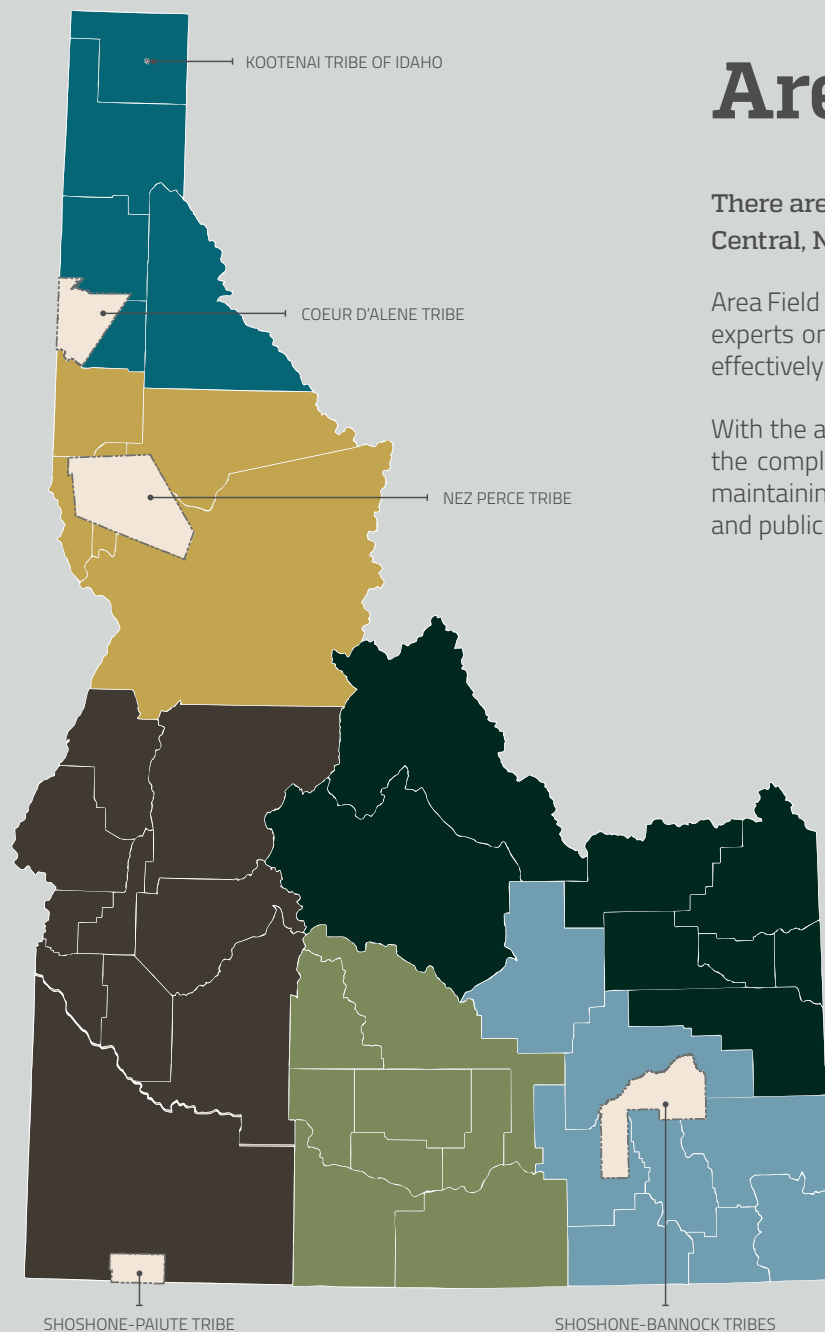 KOOTENAI TRIBE OF IDAHO
COEUR D'ALENE TRIBE
NEZ PERCE TRIBE
SHOSHONE-PAIUTE TRIBE
SHOSHONE-BANNOCK TRIBES
Are
There are
Central, N
Area Field
experts or
effectively
With the a
the compl
maintainin
and public